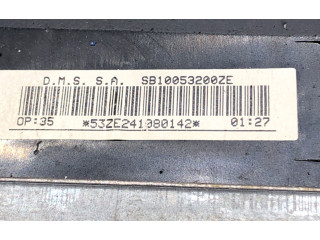 D.M.S. S.A. SB10053200ZE
OP:35 *53ZE241080142* 01:27